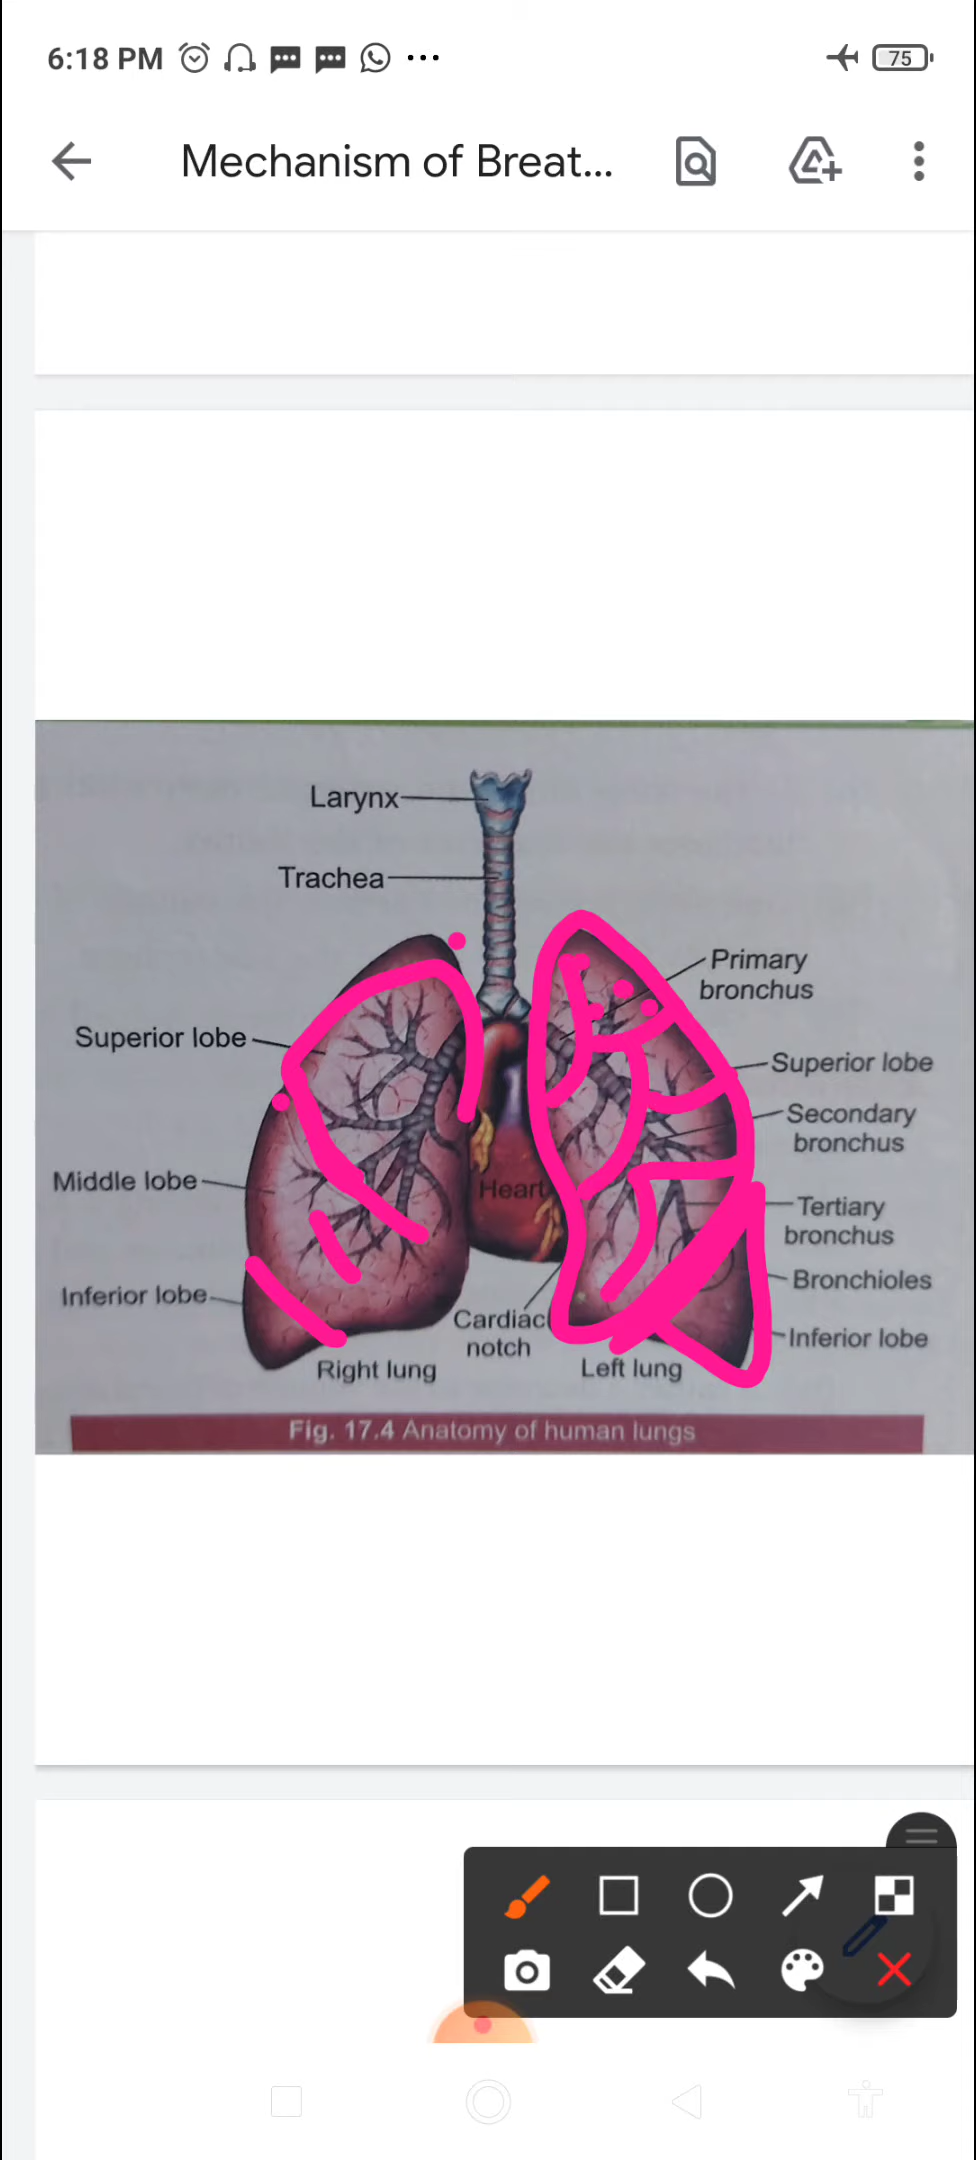 6:18 PM
75
Mechanism of Breat...
Larynx
Trachea
Primary
bronchus
Superior lobe
Superior lobe
Secondary
bronchus
Middle lobe
Heart
Tertiary
bronchus
Inferior lobe
Bronchioles
Cardiac
notch
Inferior lobe
Right lung
Left lung
Fig. 17.4 Anatomy of human lungs